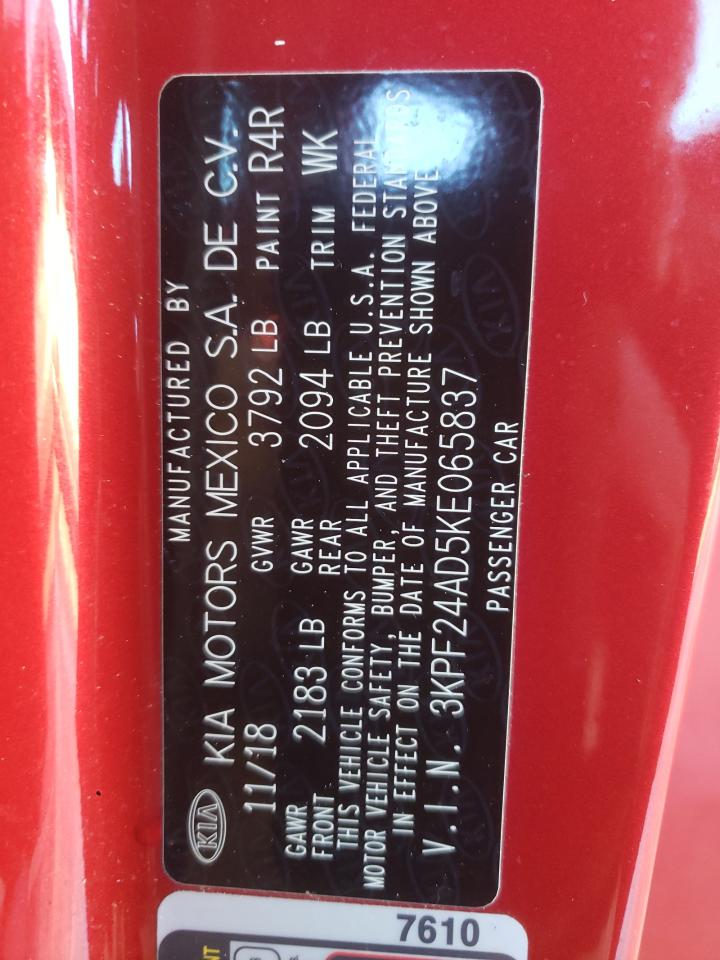 MANUFACTURED BY
KIA KIA MOTORS MEXICO S.A. DE C.V.
11/18 GVWR 3792 LB PAINT R4R
GAWR FRONT 2183 LB GAWR REAR 2094 LB TRIM WK
THIS VEHICLE CONFORMS TO ALL APPLICABLE U.S.A. FEDERAL
MOTOR VEHICLE SAFETY, BUMPER, AND THEFT PREVENTION STANDARDS
IN EFFECT ON THE DATE OF MANUFACTURE SHOWN ABOVE.
V.I.N. 3KPF24AD5KE065837
PASSENGER CAR
7610